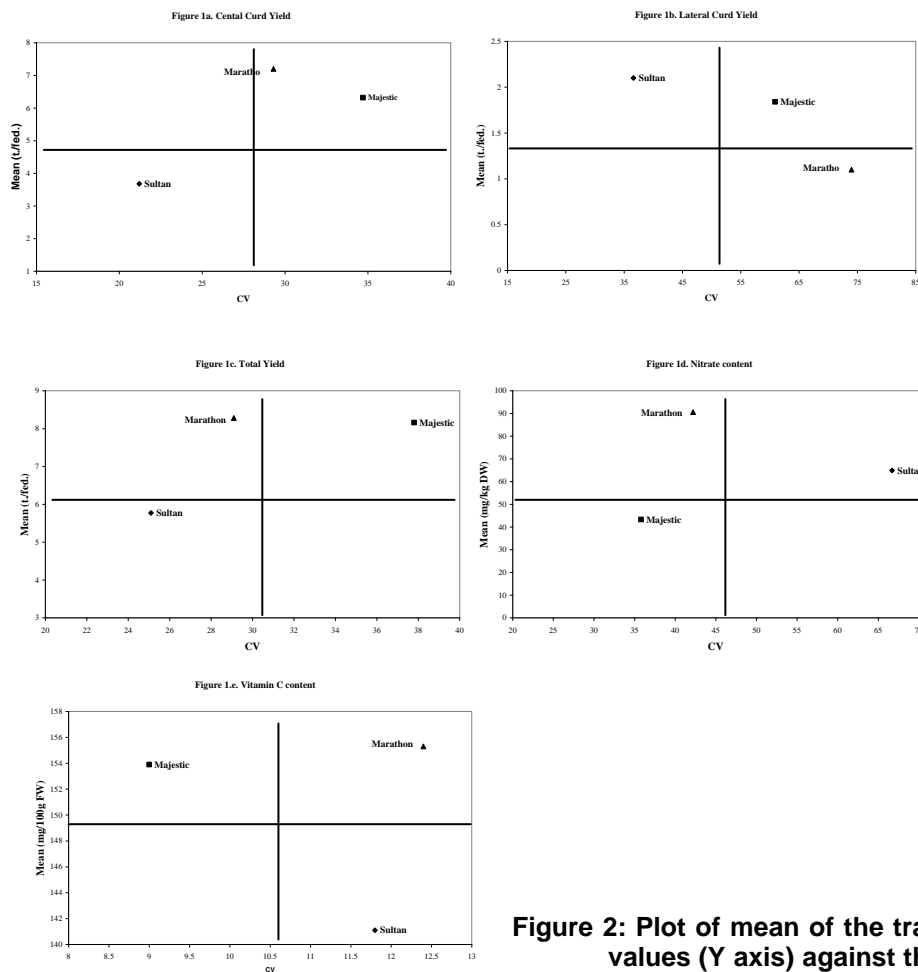 Figure 1a. Cental Curd Yield
8
7
6
5
4
3
2
1
Mean (t./fed.)
Maratho
Majestic
Sultan
15 20 25 30 35 40
CV
Figure 1b. Lateral Curd Yield
2.5
2
1.5
1
0.5
0
Mean (t./fed.)
Sultan
Majestic
Maratho
15 25 35 45 55 65 75 85
CV
Figure 1c. Total Yield
9
8
7
6
5
4
3
Mean (t./fed.)
Marathon
Majestic
Sultan
20 22 24 26 28 30 32 34 36 38 40
CV
Figure 1d. Nitrate content
100
90
80
70
60
50
40
30
20
10
0
Mean (mg/kg DW)
Marathon
Sulta
Majestic
20 25 30 35 40 45 50 55 60 65 7
CV
Figure 1.e. Vitamin C content
158
156
154
152
150
148
146
144
142
140
Mean (mg/100g FW)
Marathon
Majestic
Sultan
8 8.5 9 9.5 10 10.5 11 11.5 12 12.5 13
CV
Figure 2: Plot of mean of the tra
values (Y axis) against th